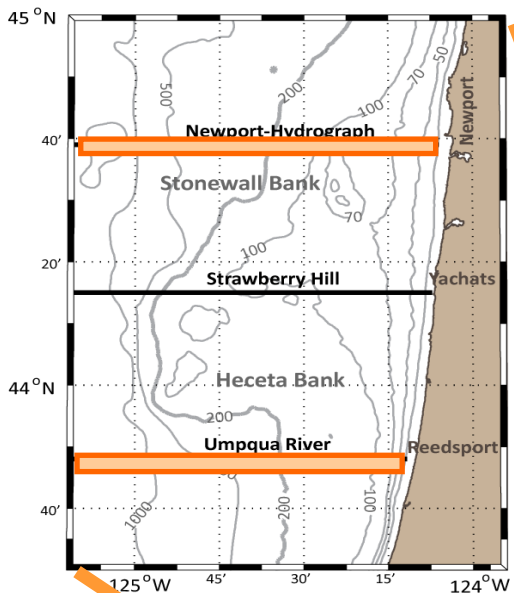 45°N
50
200
70
500
100
Newport
Newport-Hydrograph
40'
Stonewall Bank
70
100
20'
Strawberry Hill
Yachats
44°N
Heceta Bank
200
Umpqua River
Reedsport
1000
200
100
40'
125°W
45'
30'
15'
124°W